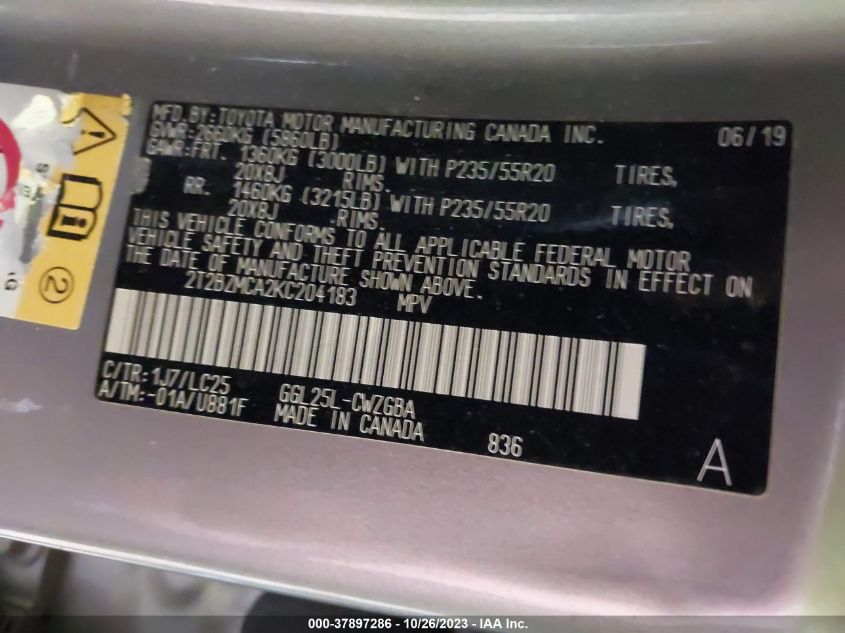 MFD. BY: TOYOTA MOTOR MANUFACTURING CANADA INC. 06/19
GVWR: 2660KG (5860LB)
GAWR: FRT. 1360KG (3000LB) WITH P235/55R20 TIRES,
20X8J RIMS.
RR. 1460KG (3215LB) WITH P235/55R20 TIRES,
20X8J RIMS.
THIS VEHICLE CONFORMS TO ALL APPLICABLE FEDERAL MOTOR
VEHICLE SAFETY AND THEFT PREVENTION STANDARDS IN EFFECT ON
THE DATE OF MANUFACTURE SHOWN ABOVE.
2T2BZMCA2KC204183 MPV
C/TR: 1J7/LC25
A/TM: -01A/U881F GGL25L-CWZGBA
MADE IN CANADA 836
A
2
000-37897286 - 10/26/2023 - IAA Inc.